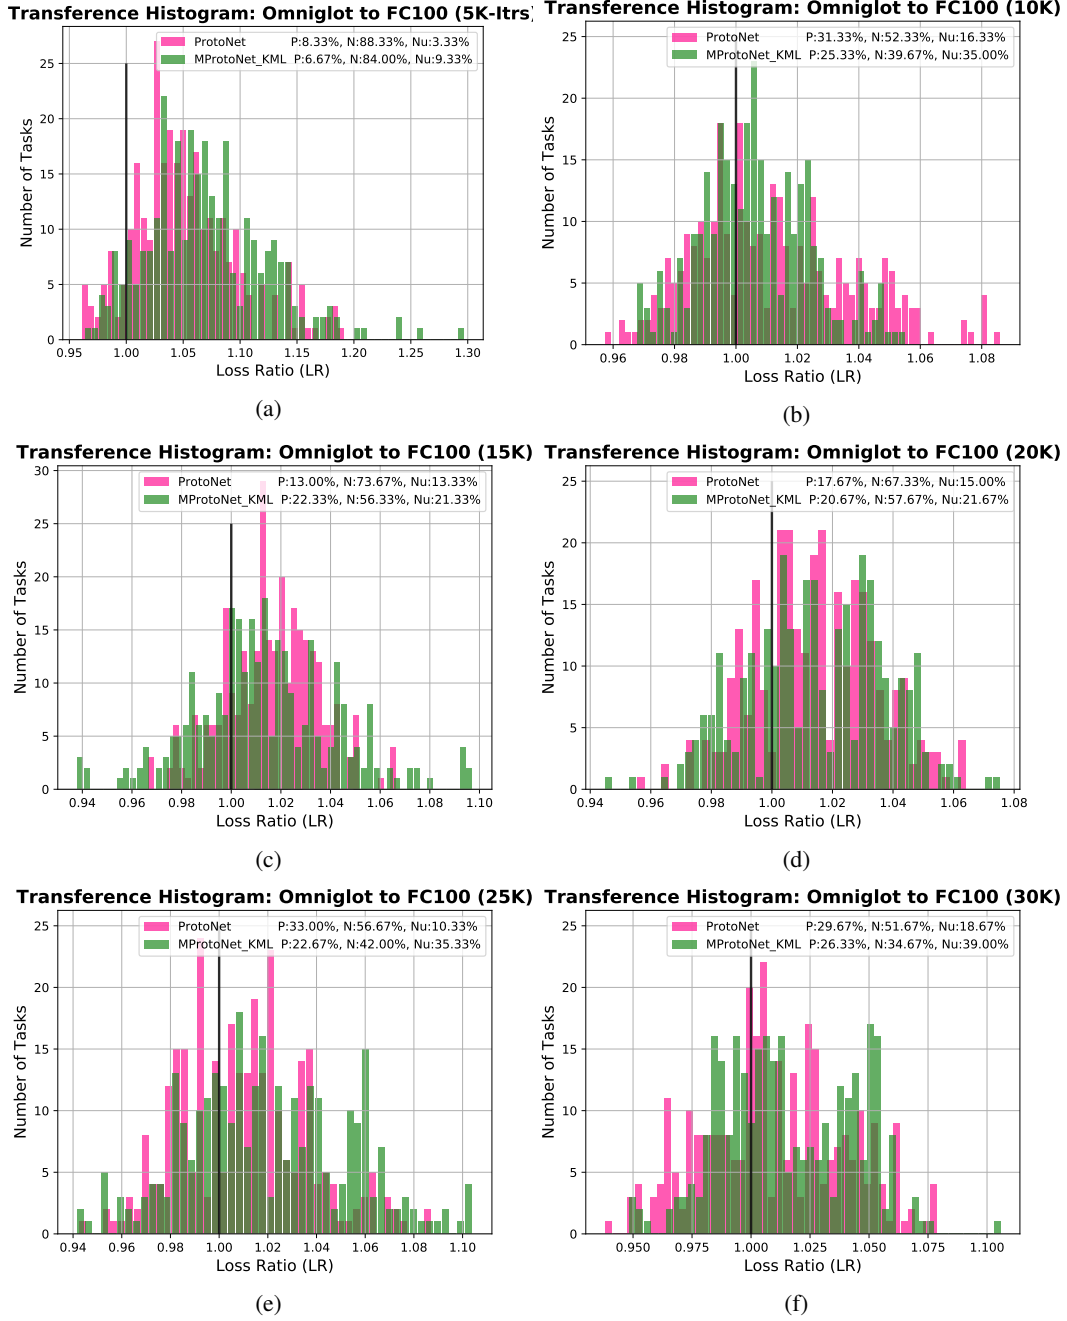 Transference Histogram: Omniglot to FC100 (5K-Itrs)
ProtoNet P:8.33%, N:88.33%, Nu:3.33%
MProtoNet_KML P:6.67%, N:84.00%, Nu:9.33%
Number of Tasks
0 5 10 15 20 25
0.95 1.00 1.05 1.10 1.15 1.20 1.25 1.30
Loss Ratio (LR)
(a)
Transference Histogram: Omniglot to FC100 (10K)
ProtoNet P:31.33%, N:52.33%, Nu:16.33%
MProtoNet_KML P:25.33%, N:39.67%, Nu:35.00%
Number of Tasks
0 5 10 15 20 25
0.96 0.98 1.00 1.02 1.04 1.06 1.08
Loss Ratio (LR)
(b)
Transference Histogram: Omniglot to FC100 (15K)
ProtoNet P:13.00%, N:73.67%, Nu:13.33%
MProtoNet_KML P:22.33%, N:56.33%, Nu:21.33%
Number of Tasks
0 5 10 15 20 25 30
0.94 0.96 0.98 1.00 1.02 1.04 1.06 1.08 1.10
Loss Ratio (LR)
(c)
Transference Histogram: Omniglot to FC100 (20K)
ProtoNet P:17.67%, N:67.33%, Nu:15.00%
MProtoNet_KML P:20.67%, N:57.67%, Nu:21.67%
Number of Tasks
0 5 10 15 20 25
0.94 0.96 0.98 1.00 1.02 1.04 1.06 1.08
Loss Ratio (LR)
(d)
Transference Histogram: Omniglot to FC100 (25K)
ProtoNet P:33.00%, N:56.67%, Nu:10.33%
MProtoNet_KML P:22.67%, N:42.00%, Nu:35.33%
Number of Tasks
0 5 10 15 20 25
0.94 0.96 0.98 1.00 1.02 1.04 1.06 1.08 1.10
Loss Ratio (LR)
(e)
Transference Histogram: Omniglot to FC100 (30K)
ProtoNet P:29.67%, N:51.67%, Nu:18.67%
MProtoNet_KML P:26.33%, N:34.67%, Nu:39.00%
Number of Tasks
0 5 10 15 20 25
0.950 0.975 1.000 1.025 1.050 1.075 1.100
Loss Ratio (LR)
(f)